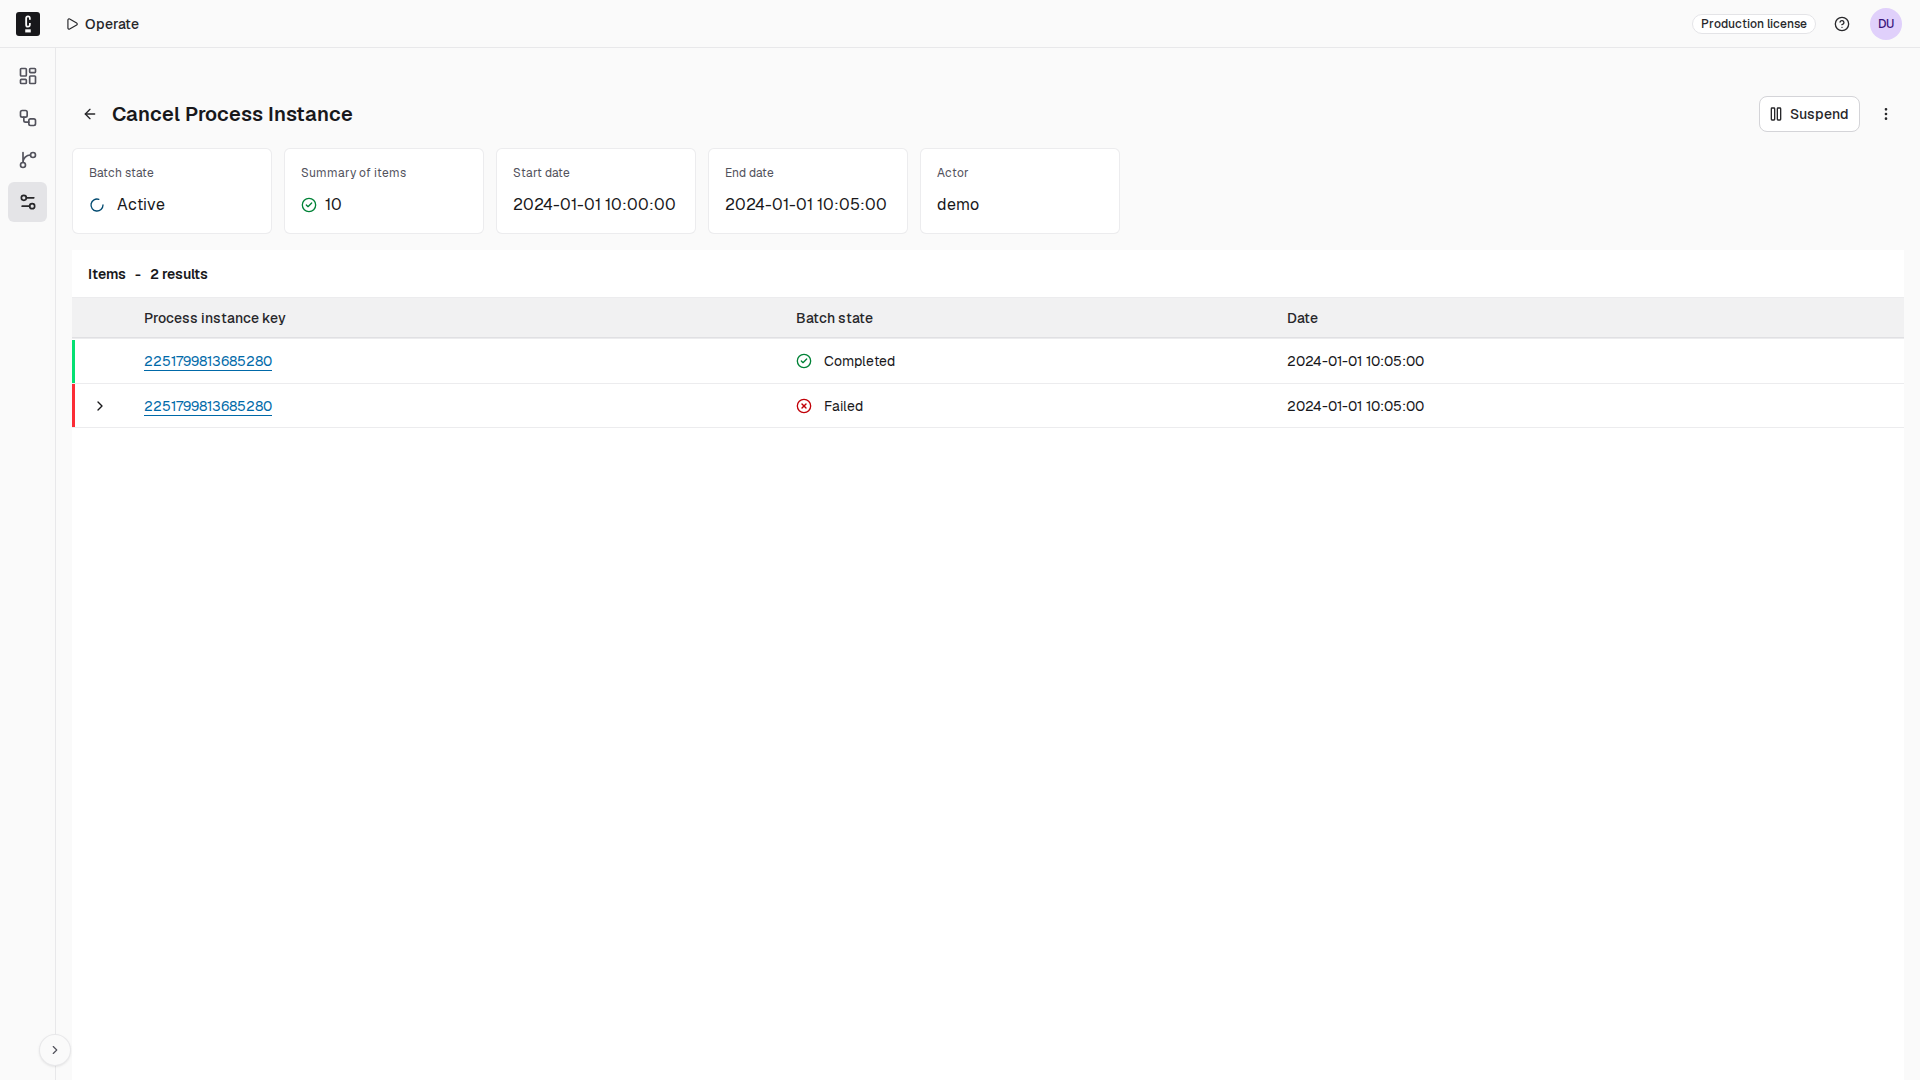 Operate
Production license
DU
Cancel Process Instance
Suspend
Batch state
Active
Summary of items
10
Start date
2024-01-01 10:00:00
End date
2024-01-01 10:05:00
Actor
demo
Items - 2 results
Process instance key Batch state Date
2251799813685280 Completed 2024-01-01 10:05:00
2251799813685280 Failed 2024-01-01 10:05:00